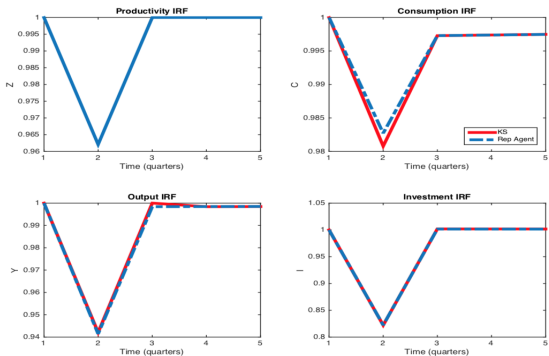 Productivity IRF
1
0.995
0.99
0.985
0.98
0.975
0.97
0.965
0.96
Z
1 2 3 4 5
Time (quarters)
Consumption IRF
1
0.995
0.99
0.985
0.98
C
KS
Rep Agent
1 2 3 4 5
Time (quarters)
Output IRF
1
0.99
0.98
0.97
0.96
0.95
0.94
Y
1 2 3 4 5
Time (quarters)
Investment IRF
1.05
1
0.95
0.9
0.85
0.8
I
1 2 3 4 5
Time (quarters)